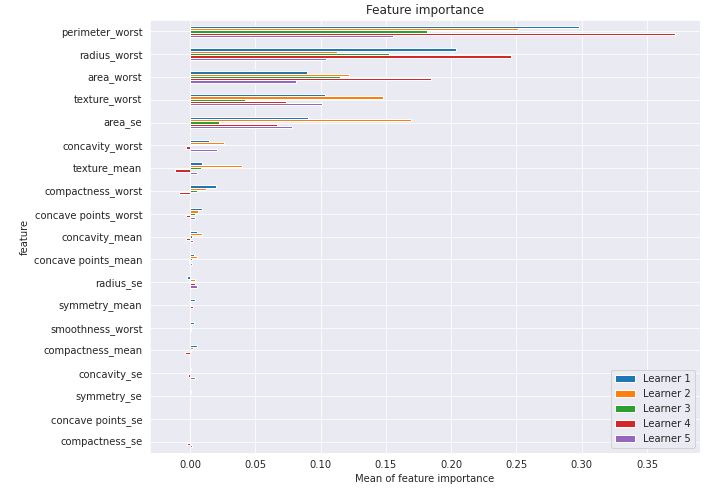 Feature importance
perimeter_worst
radius_worst
area_worst
texture_worst
area_se
concavity_worst
texture_mean
compactness_worst
concave points_worst
concavity_mean
concave points_mean
radius_se
symmetry_mean
smoothness_worst
compactness_mean
concavity_se
symmetry_se
concave points_se
compactness_se
feature
Learner 1
Learner 2
Learner 3
Learner 4
Learner 5
0.00 0.05 0.10 0.15 0.20 0.25 0.30 0.35
Mean of feature importance